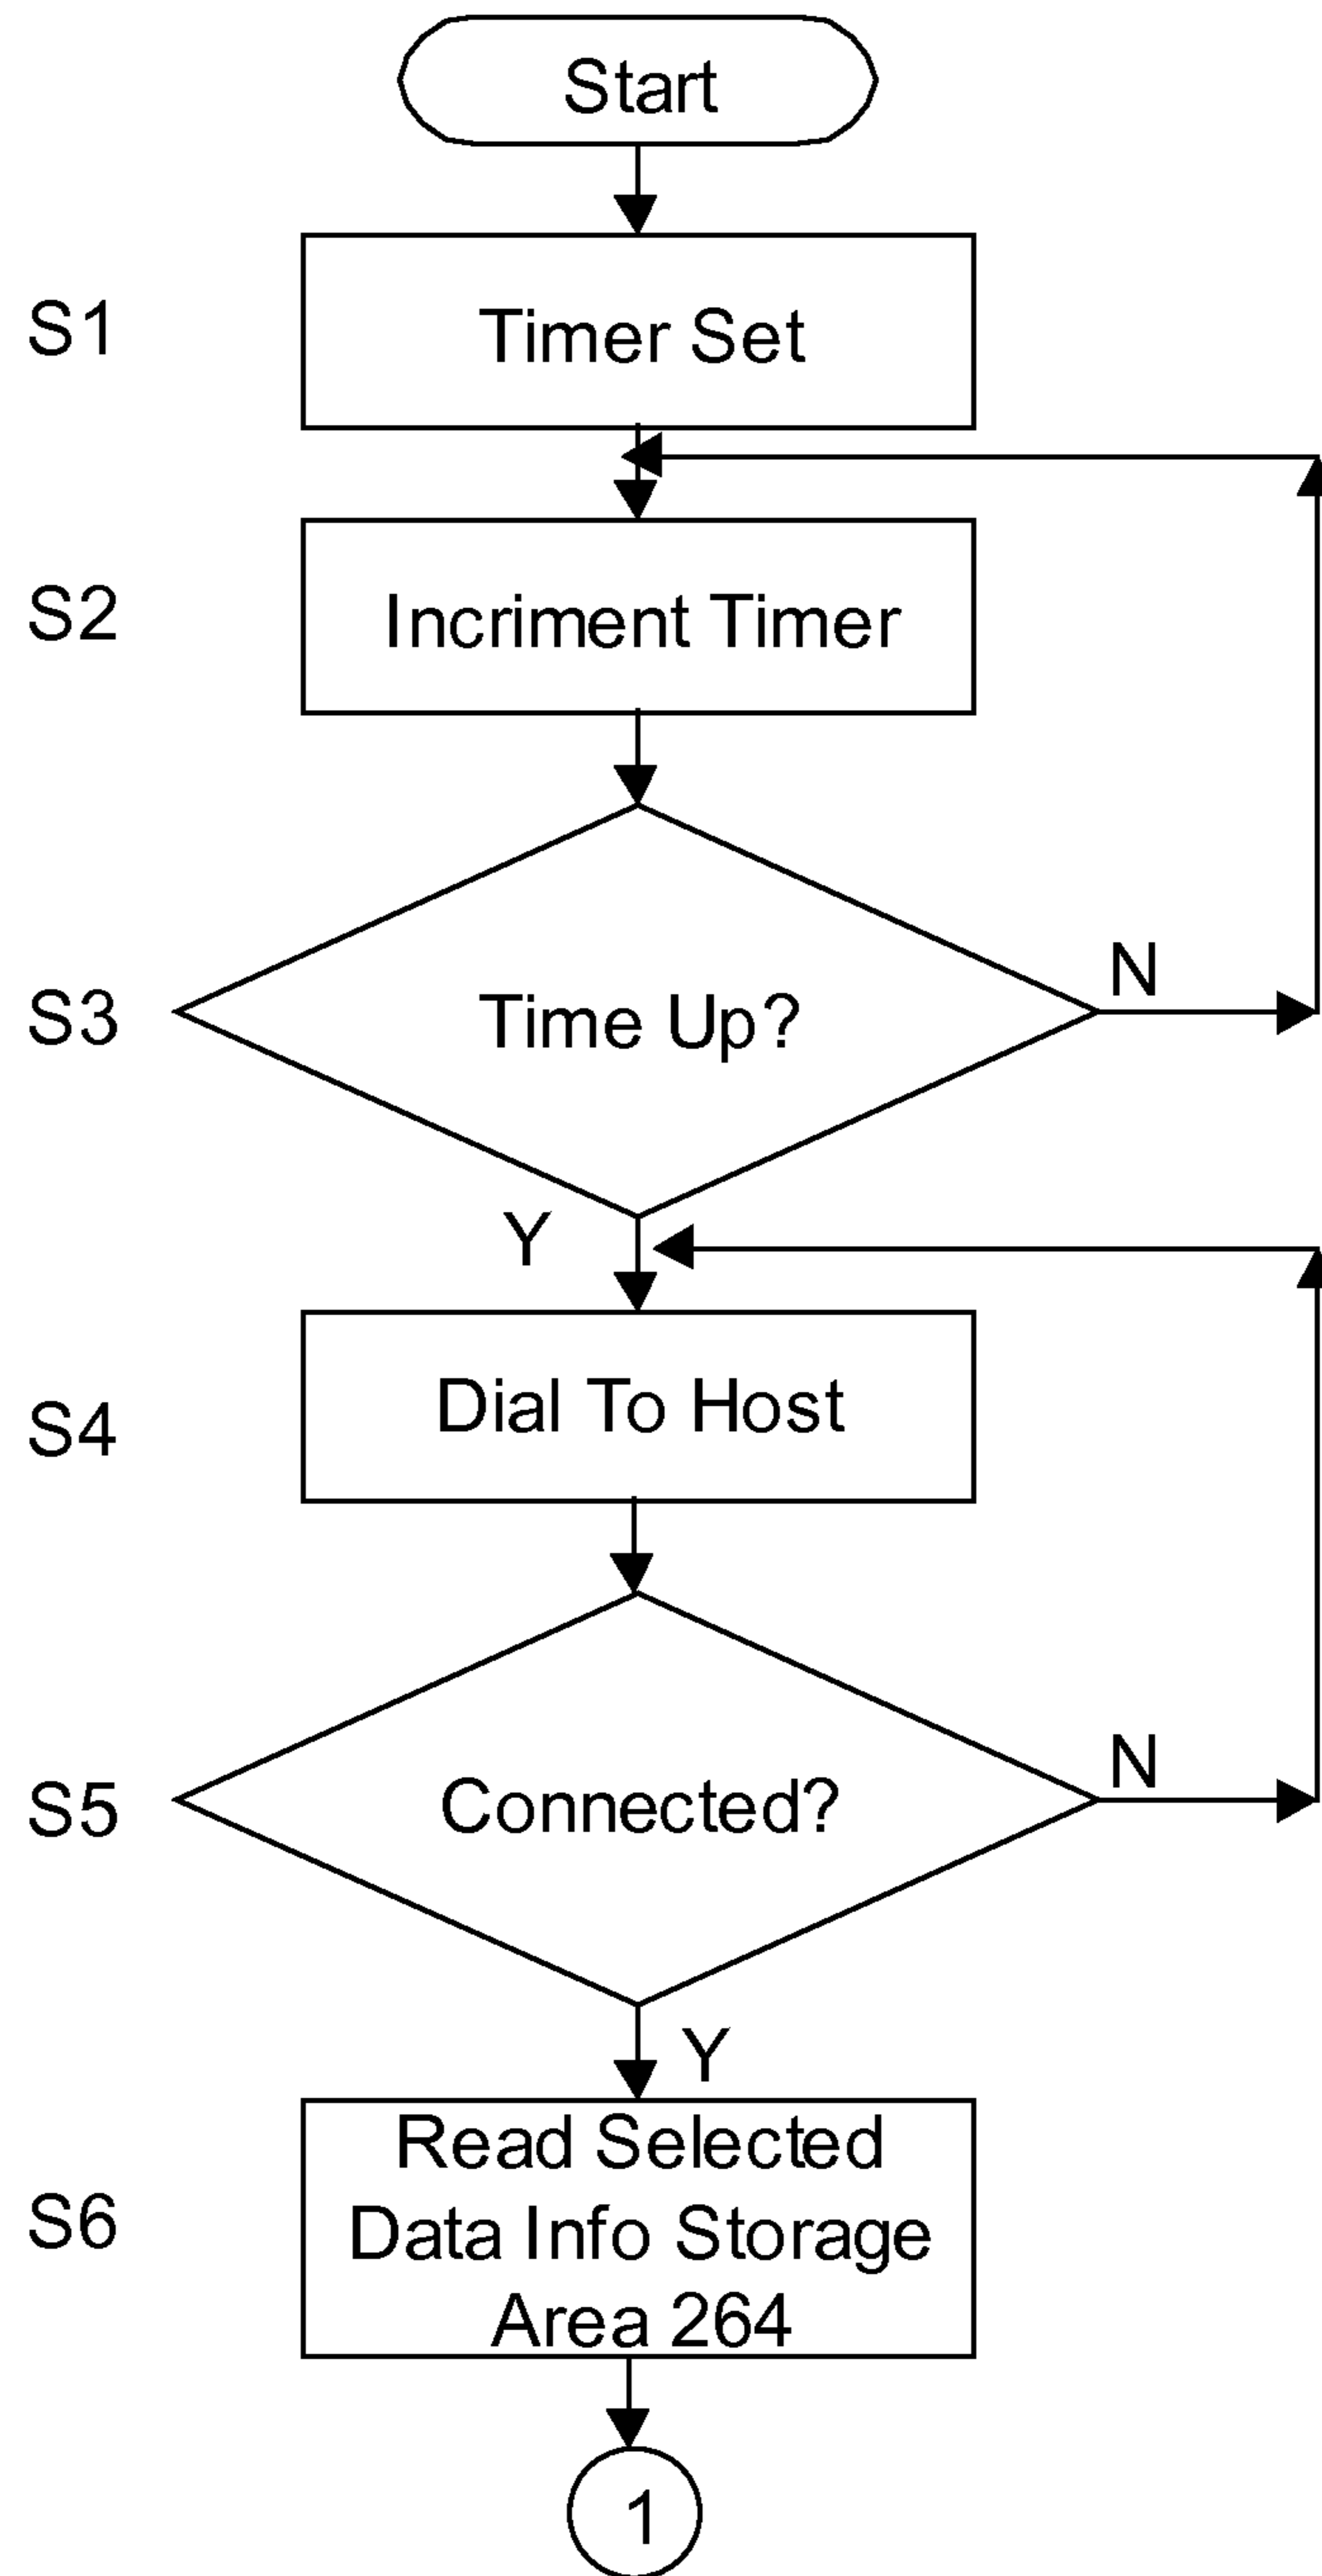 Start
S1
Timer Set
S2
Incriment Timer
S3
Time Up?
N
Y
S4
Dial To Host
S5
Connected?
N
Y
S6
Read Selected
Data Info Storage
Area 264
1